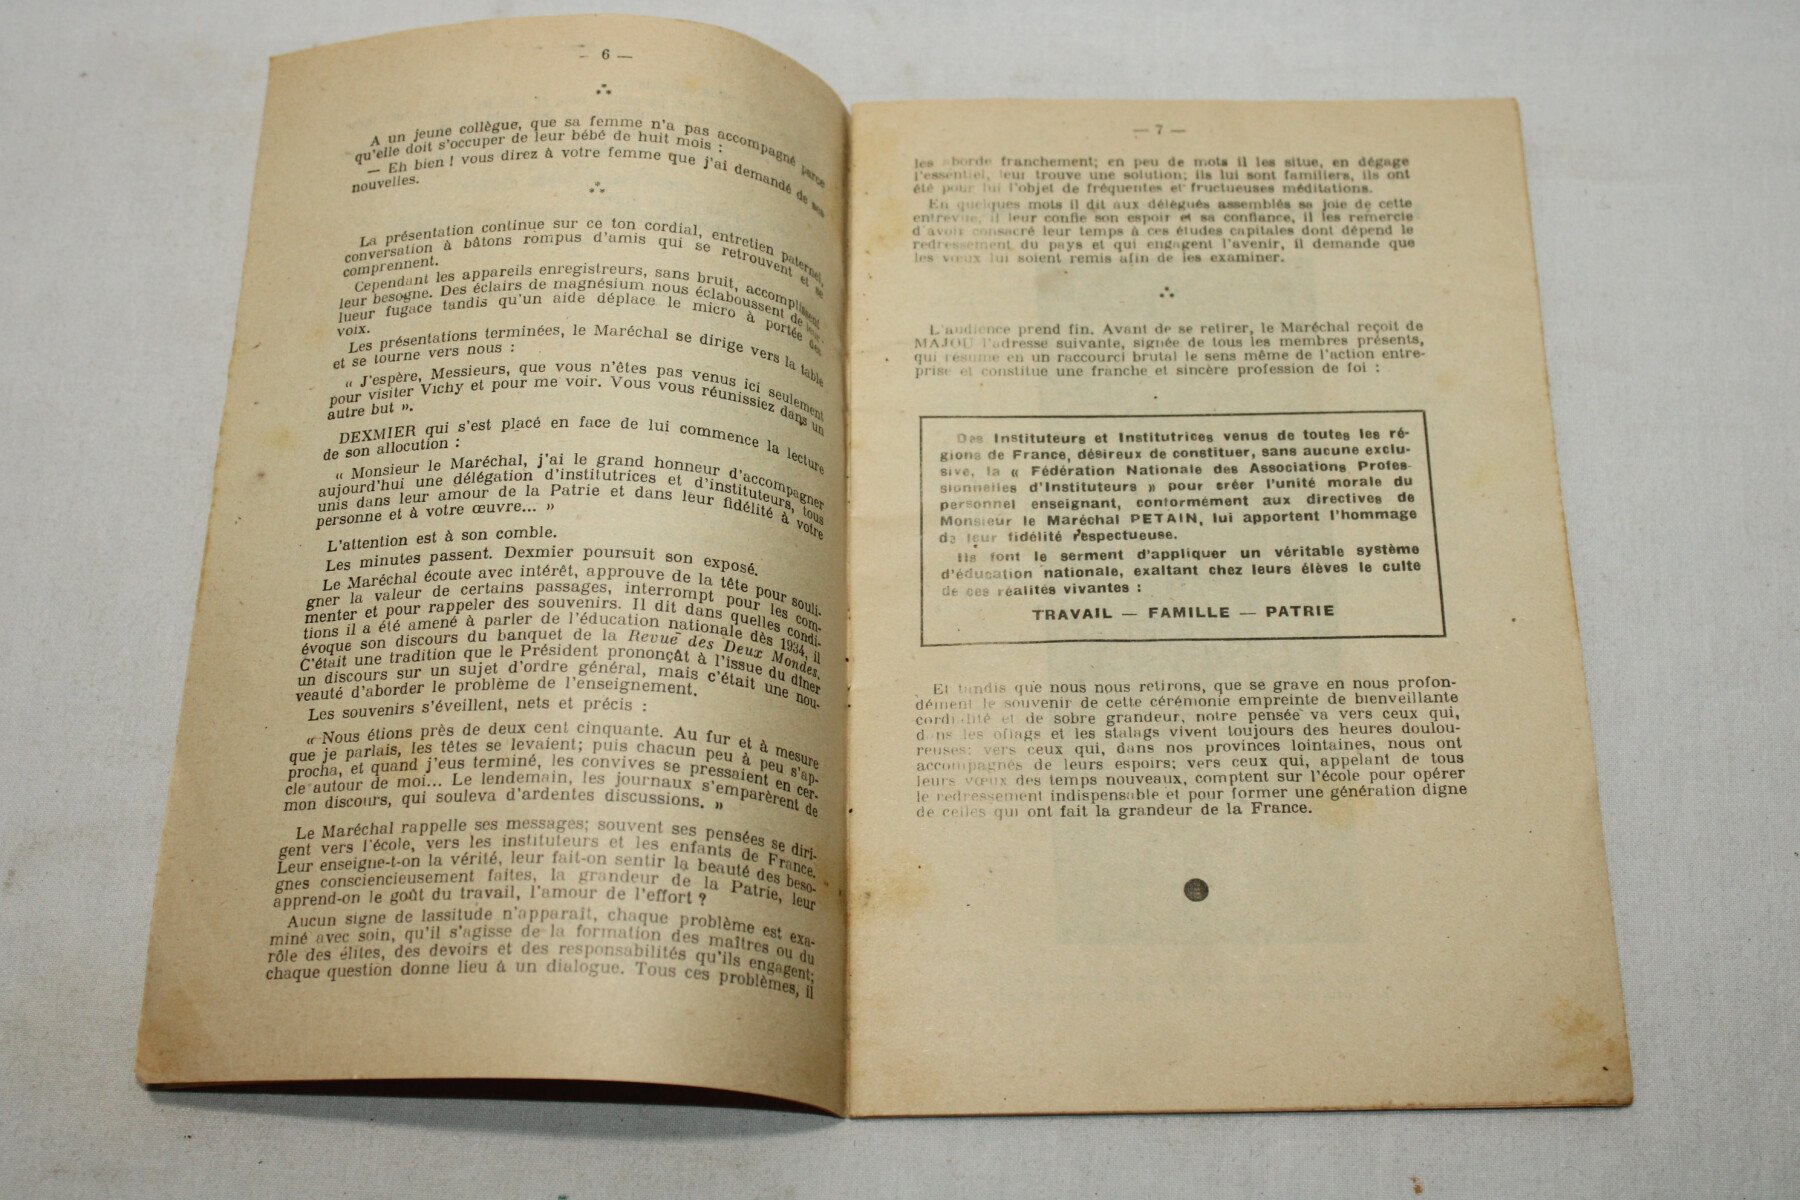 — 6 —
A un jeune collègue, que sa femme n'a pas accompagné parce
qu'elle doit s'occuper de leur bébé de huit mois :
— Eh bien ! vous direz à votre femme que j'ai demandé de ses
nouvelles.
La présentation continue sur ce ton cordial, entretien paternel,
conversation à bâtons rompus d'amis qui se retrouvent et se
comprennent.
Cependant les appareils enregistreurs, sans bruit, accomplissent
leur besogne. Des éclairs de magnésium nous éclaboussent de leur
lueur fugace tandis qu'un aide déplace le micro à portée des
voix.
Les présentations terminées, le Maréchal se dirige vers la table
et se tourne vers nous :
« J'espère, Messieurs, que vous n'êtes pas venus ici seulement
pour visiter Vichy et pour me voir. Vous vous réunissiez dans un
autre but ».
DEXMIER qui s'est placé en face de lui commence la lecture
de son allocution :
« Monsieur le Maréchal, j'ai le grand honneur d'accompagner
aujourd'hui une délégation d'institutrices et d'instituteurs, tous
unis dans leur amour de la Patrie et dans leur fidélité à votre
personne et à votre œuvre... »
L'attention est à son comble.
Les minutes passent. Dexmier poursuit son exposé.
Le Maréchal écoute avec intérêt, approuve de la tête pour souli-
gner la valeur de certains passages, interrompt pour les com-
menter et pour rappeler des souvenirs. Il dit dans quelles condi-
tions il a été amené à parler de l'éducation nationale dès 1934, il
évoque son discours du banquet de la Revue des Deux Mondes.
C'était une tradition que le Président prononçât à l'issue du dîner
un discours sur un sujet d'ordre général, mais c'était une nou-
veauté d'aborder le problème de l'enseignement.
Les souvenirs s'éveillent, nets et précis :
« Nous étions près de deux cent cinquante. Au fur et à mesure
que je parlais, les têtes se levaient; puis chacun peu à peu s'ap-
procha, et quand j'eus terminé, les convives se pressaient en cer-
cle autour de moi... Le lendemain, les journaux s'emparèrent de
mon discours, qui souleva d'ardentes discussions. »
Le Maréchal rappelle ses messages; souvent ses pensées se diri-
gent vers l'école, vers les instituteurs et les enfants de France.
Leur enseigne-t-on la vérité, leur fait-on sentir la beauté des beso-
gnes consciencieusement faites, la grandeur de la Patrie, leur
apprend-on le goût du travail, l'amour de l'effort ?
Aucun signe de lassitude n'apparaît, chaque problème est exa-
miné avec soin, qu'il s'agisse de la formation des maîtres ou du
rôle des élites, des devoirs et des responsabilités qu'ils engagent;
chaque question donne lieu à un dialogue. Tous ces problèmes, il
— 7 —
les aborde franchement; en peu de mots il les situe, en dégage
l'essentiel, leur trouve une solution; ils lui sont familiers, ils ont
été pour lui l'objet de fréquentes et fructueuses méditations.
En quelques mots il dit aux délégués assemblés sa joie de cette
entrevue, il leur confie son espoir et sa confiance, il les remercie
d'avoir consacré leur temps à ces études capitales dont dépend le
redressement du pays et qui engagent l'avenir, il demande que
les vœux lui soient remis afin de les examiner.
L'audience prend fin. Avant de se retirer, le Maréchal reçoit de
MAJOU l'adresse suivante, signée de tous les membres présents,
qui résume en un raccourci brutal le sens même de l'action entre-
prise et constitue une franche et sincère profession de foi :
Des Instituteurs et Institutrices venus de toutes les ré-
gions de France, désireux de constituer, sans aucune exclu-
sive, la « Fédération Nationale des Associations Profes-
sionnelles d'Instituteurs » pour créer l'unité morale du
personnel enseignant, conformément aux directives de
Monsieur le Maréchal PETAIN, lui apportent l'hommage
de leur fidélité respectueuse.
Ils font le serment d'appliquer un véritable système
d'éducation nationale, exaltant chez leurs élèves le culte
de ces réalités vivantes :
TRAVAIL — FAMILLE — PATRIE
Et tandis que nous nous retirons, que se grave en nous profon-
dément le souvenir de cette cérémonie empreinte de bienveillante
cordialité et de sobre grandeur, notre pensée va vers ceux qui,
dans les oflags et les stalags vivent toujours des heures doulou-
reuses; vers ceux qui, dans nos provinces lointaines, nous ont
accompagnés de leurs espoirs; vers ceux qui, appelant de tous
leurs vœux des temps nouveaux, comptent sur l'école pour opérer
le redressement indispensable et pour former une génération digne
de celles qui ont fait la grandeur de la France.